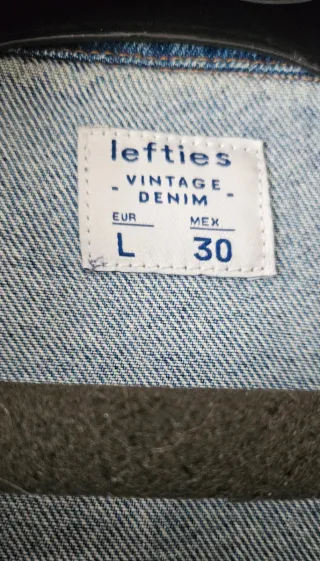 lefties
- VINTAGE -
DENIM
EUR MEX
L 30